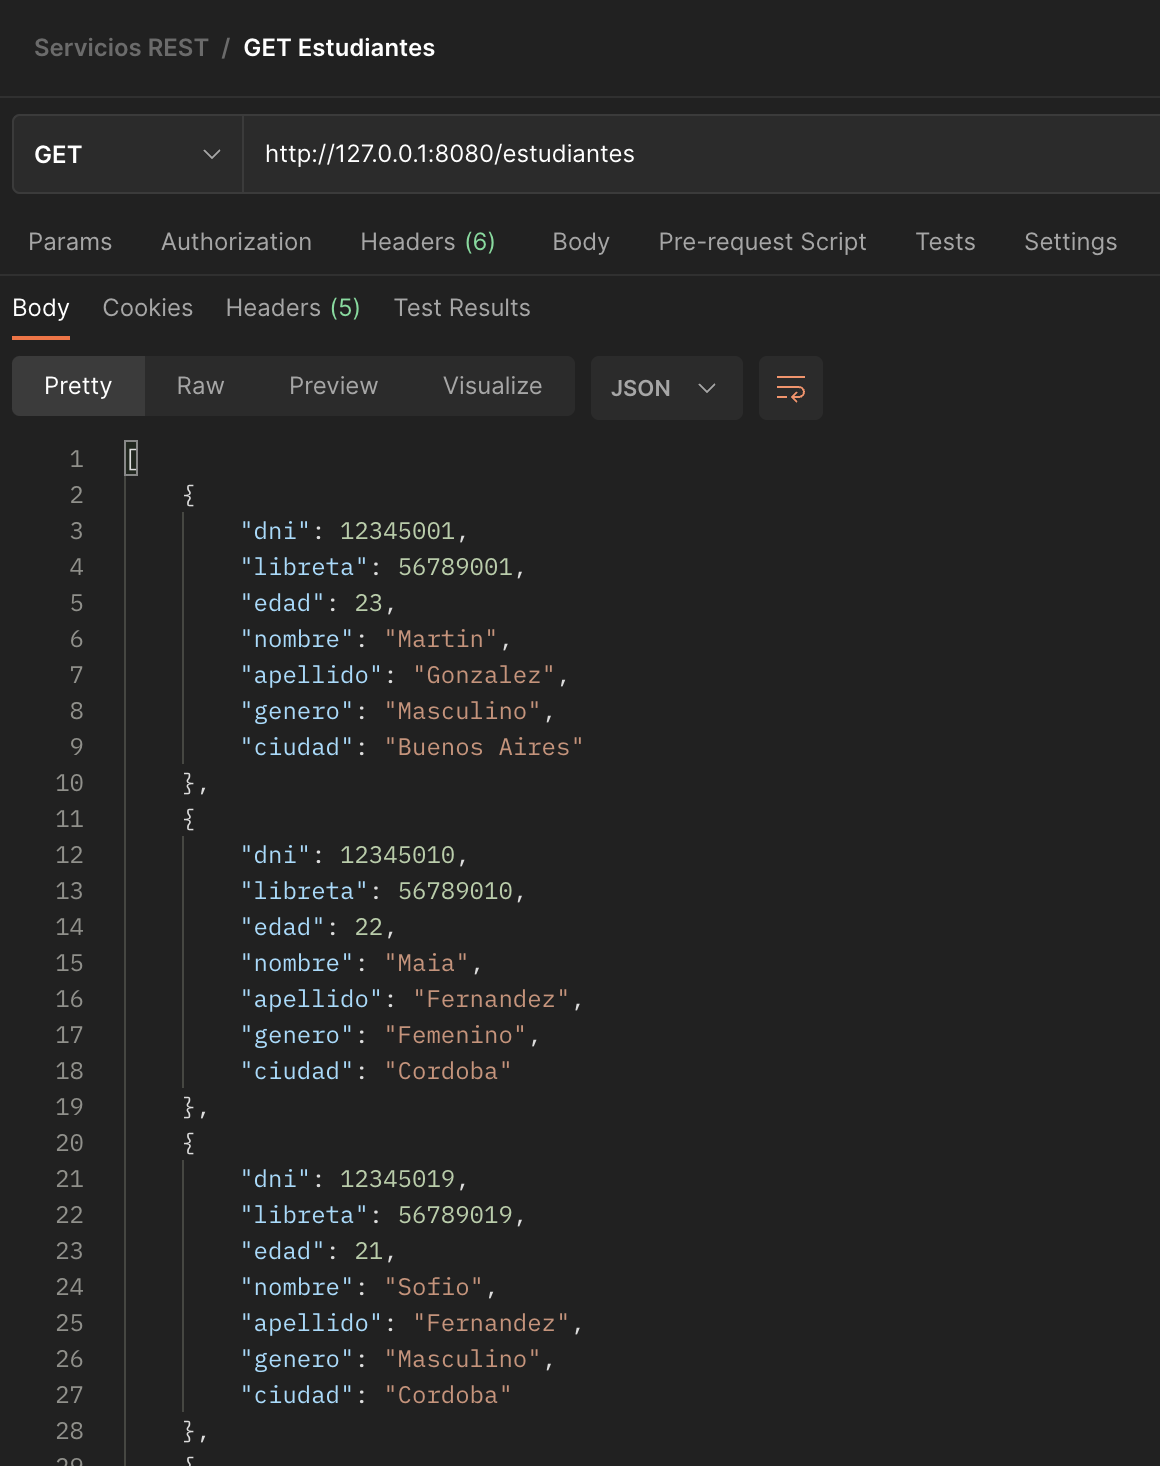 Servicios REST / GET Estudiantes
GET http://127.0.0.1:8080/estudiantes
Params Authorization Headers (6) Body Pre-request Script Tests Settings
Body Cookies Headers (5) Test Results
Pretty Raw Preview Visualize JSON
1 [
2 {
3 "dni": 12345001,
4 "libreta": 56789001,
5 "edad": 23,
6 "nombre": "Martin",
7 "apellido": "Gonzalez",
8 "genero": "Masculino",
9 "ciudad": "Buenos Aires"
10 },
11 {
12 "dni": 12345010,
13 "libreta": 56789010,
14 "edad": 22,
15 "nombre": "Maia",
16 "apellido": "Fernandez",
17 "genero": "Femenino",
18 "ciudad": "Cordoba"
19 },
20 {
21 "dni": 12345019,
22 "libreta": 56789019,
23 "edad": 21,
24 "nombre": "Sofio",
25 "apellido": "Fernandez",
26 "genero": "Masculino",
27 "ciudad": "Cordoba"
28 },
29 {